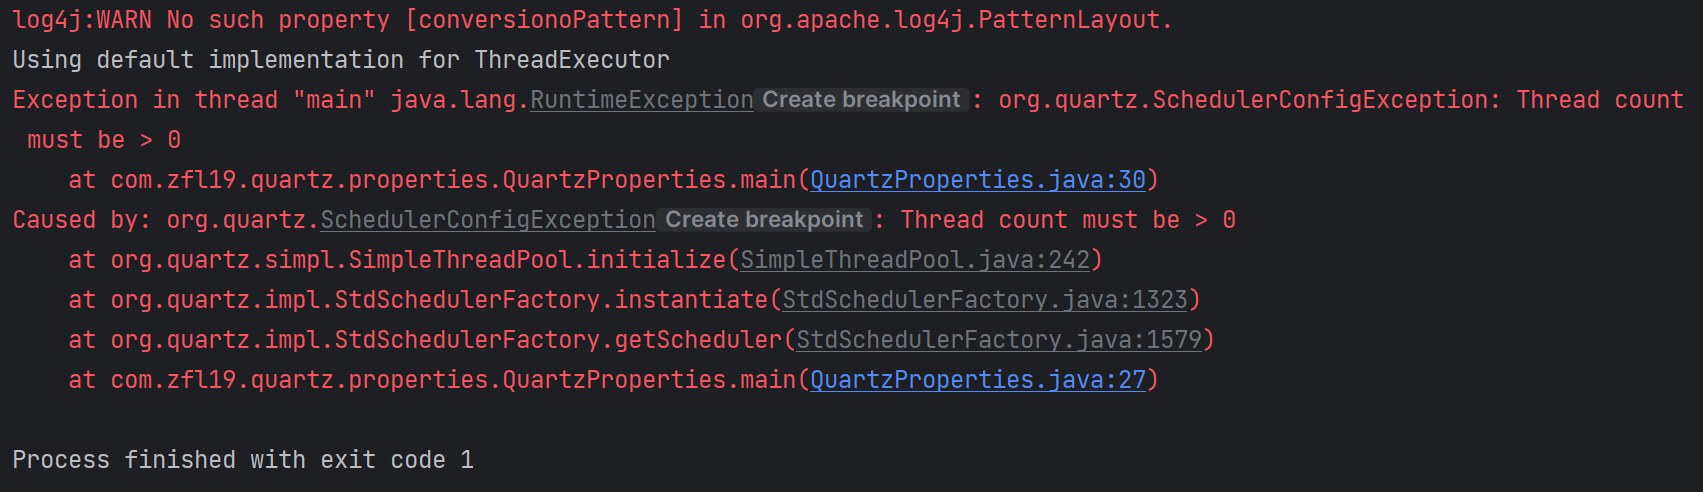 log4j:WARN No such property [conversionoPattern] in org.apache.log4j.PatternLayout.
Using default implementation for ThreadExecutor
Exception in thread "main" java.lang.RuntimeException Create breakpoint : org.quartz.SchedulerConfigException: Thread count
must be > 0
at com.zfl19.quartz.properties.QuartzProperties.main(QuartzProperties.java:30)
Caused by: org.quartz.SchedulerConfigException Create breakpoint : Thread count must be > 0
at org.quartz.simpl.SimpleThreadPool.initialize(SimpleThreadPool.java:242)
at org.quartz.impl.StdSchedulerFactory.instantiate(StdSchedulerFactory.java:1323)
at org.quartz.impl.StdSchedulerFactory.getScheduler(StdSchedulerFactory.java:1579)
at com.zfl19.quartz.properties.QuartzProperties.main(QuartzProperties.java:27)
Process finished with exit code 1